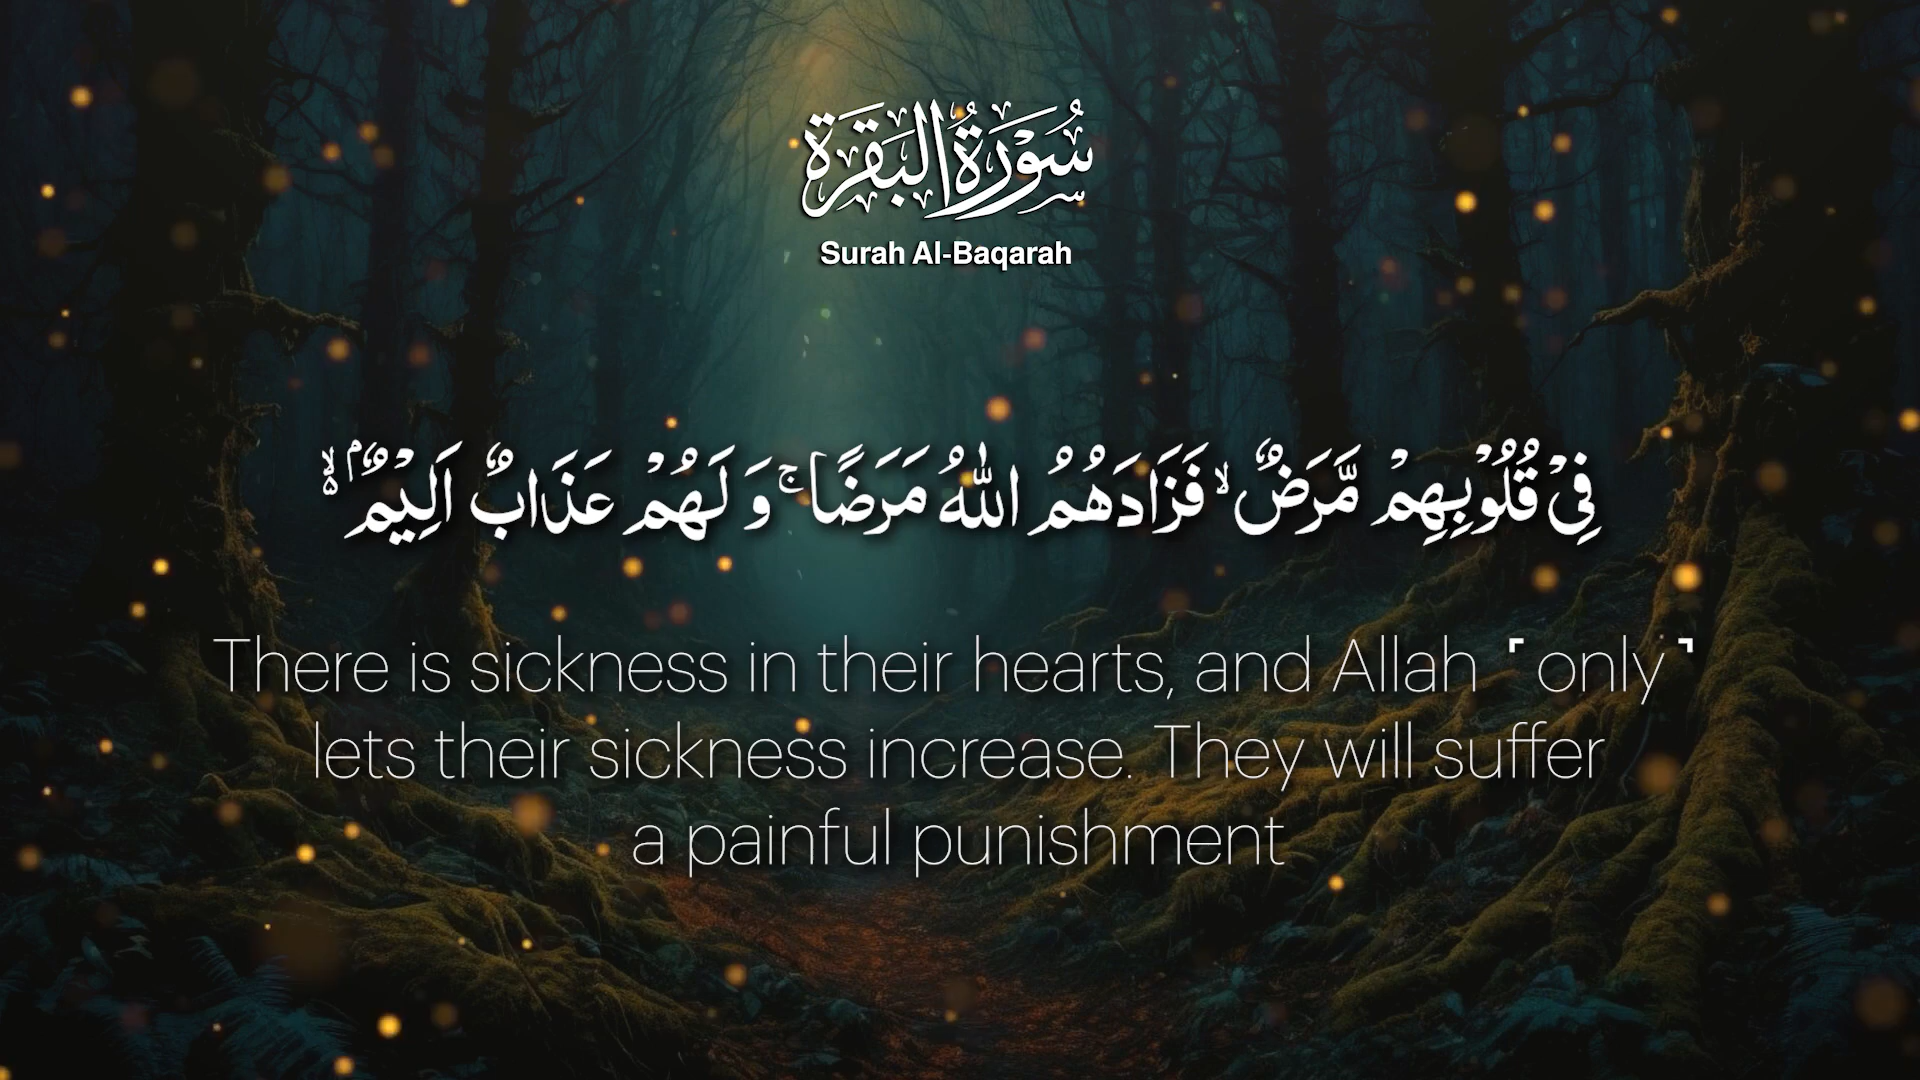 سُوْرَةُ الْبَقَرَة
Surah Al-Baqarah
فِیْ قُلُوْبِهِمْ مَّرَضٌ ۙ فَزَادَهُمُ اللّٰهُ مَرَضًا ۚ وَ لَهُمْ عَذَابٌ اَلِیْمٌۢ ۙ۬
There is sickness in their hearts, and Allah ⌜only⌝
lets their sickness increase. They will suffer
a painful punishment